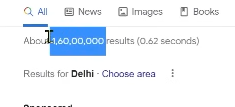 All News Images Books
About 1,60,00,000 results (0.62 seconds)
Results for Delhi · Choose area